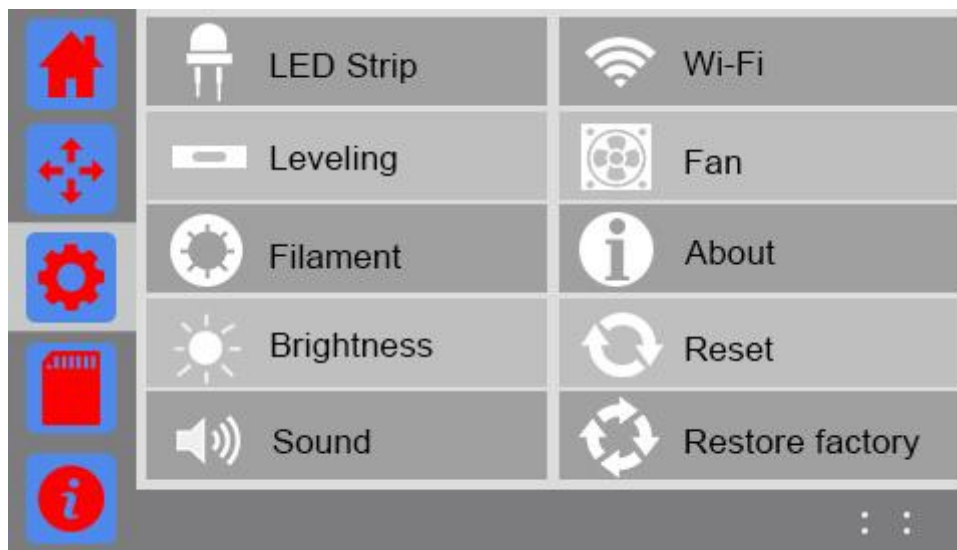 LED Strip
Wi-Fi
Leveling
Fan
Filament
About
Brightness
Reset
Sound
Restore factory
: :